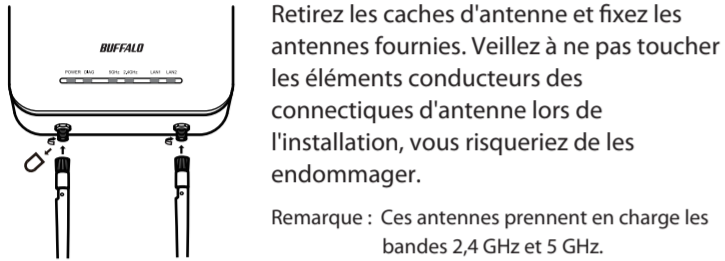 Retirez les caches d'antenne et fixez les
antennes fournies. Veillez à ne pas toucher
les éléments conducteurs des
connectiques d'antenne lors de
l'installation, vous risqueriez de les
endommager.
Remarque : Ces antennes prennent en charge les
bandes 2,4 GHz et 5 GHz.
BUFFALO
POWER DIAG 5GHz 2,4GHz LAN1 LAN2